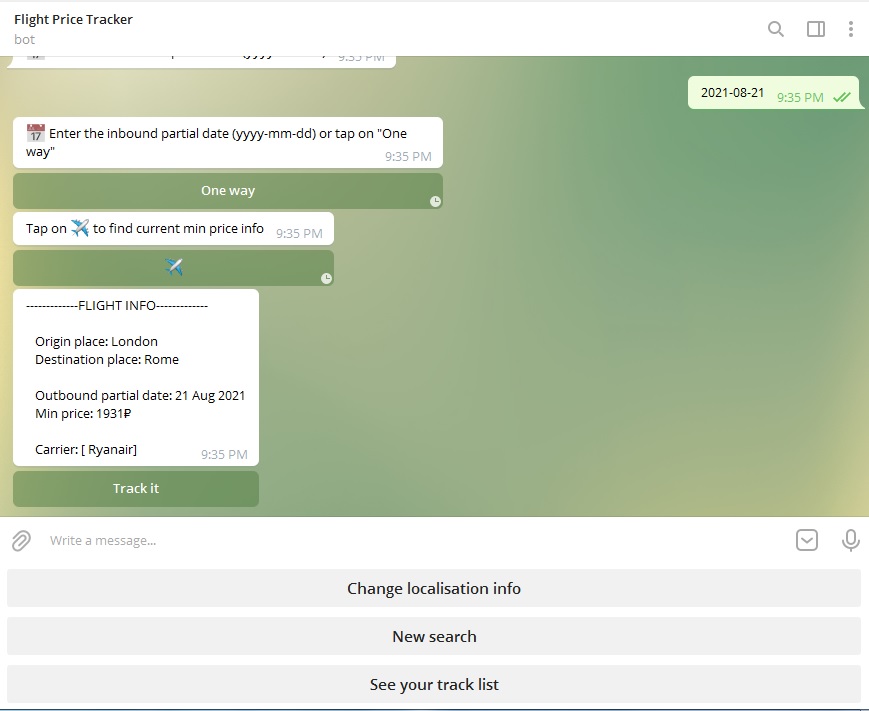 Flight Price Tracker
bot
9:35 PM
2021-08-21 9:35 PM
17 Enter the inbound partial date (yyyy-mm-dd) or tap on "One
way" 9:35 PM
One way
Tap on ✈️ to find current min price info 9:35 PM
✈️
-------------FLIGHT INFO-------------
Origin place: London
Destination place: Rome
Outbound partial date: 21 Aug 2021
Min price: 1931₽
Carrier: [ Ryanair] 9:35 PM
Track it
Write a message...
Change localisation info
New search
See your track list